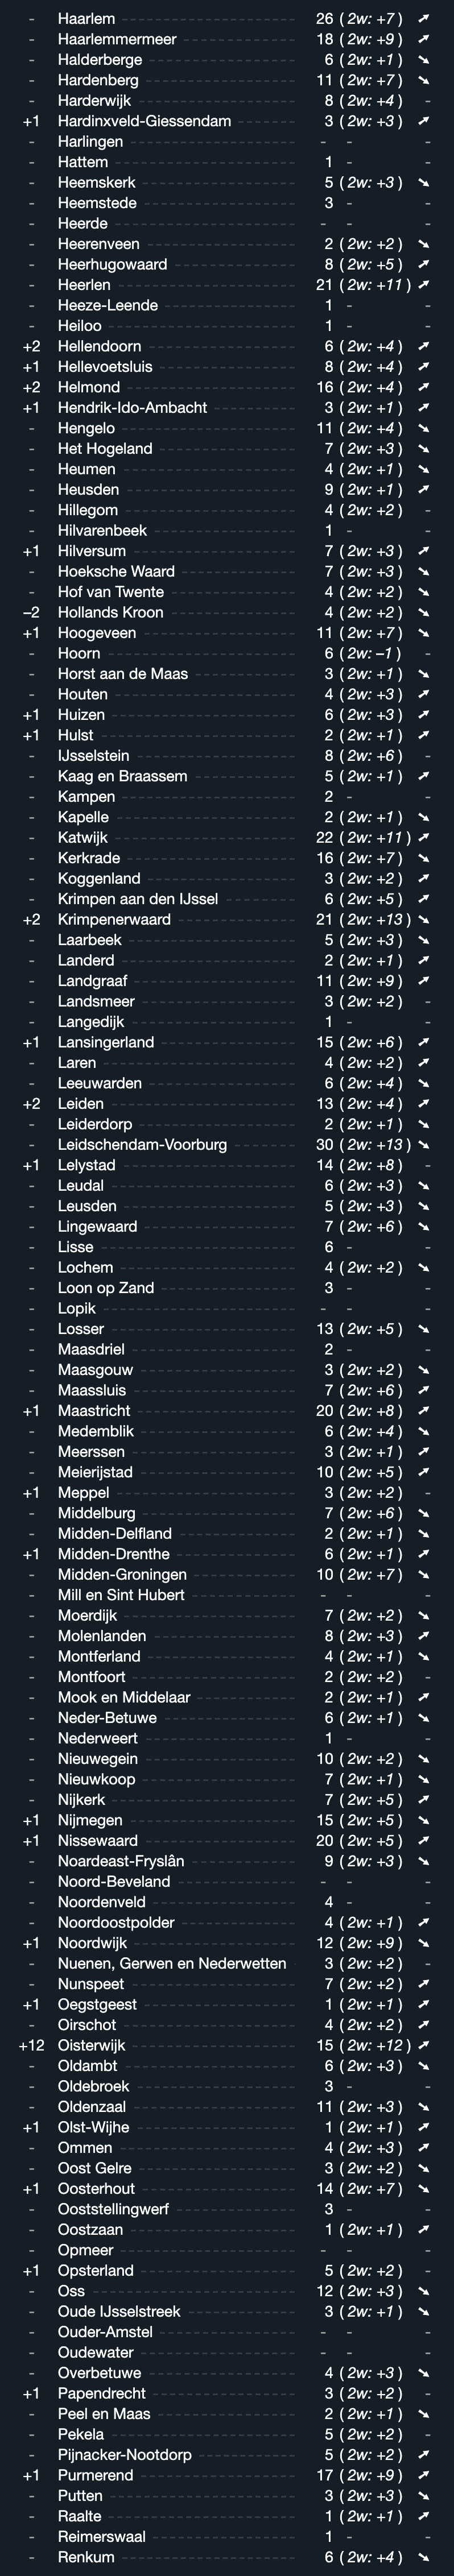 - Haarlem 26 (2w: +7) ➚
- Haarlemmermeer 18 (2w: +9) ➚
- Halderberge 6 (2w: +1) ➘
- Hardenberg 11 (2w: +7) ➘
- Harderwijk 8 (2w: +4) -
+1 Hardinxveld-Giessendam 3 (2w: +3) ➚
- Harlingen - - -
- Hattem 1 - -
- Heemskerk 5 (2w: +3) ➘
- Heemstede 3 - -
- Heerde - - -
- Heerenveen 2 (2w: +2) ➘
- Heerhugowaard 8 (2w: +5) ➚
- Heerlen 21 (2w: +11) ➚
- Heeze-Leende 1 - -
- Heiloo 1 - -
+2 Hellendoorn 6 (2w: +4) ➚
+1 Hellevoetsluis 8 (2w: +4) ➚
+2 Helmond 16 (2w: +4) ➚
+1 Hendrik-Ido-Ambacht 3 (2w: +1) ➚
- Hengelo 11 (2w: +4) ➘
- Het Hogeland 7 (2w: +3) ➘
- Heumen 4 (2w: +1) ➘
- Heusden 9 (2w: +1) ➚
- Hillegom 4 (2w: +2) -
- Hilvarenbeek 1 - -
+1 Hilversum 7 (2w: +3) ➚
- Hoeksche Waard 7 (2w: +3) ➘
- Hof van Twente 4 (2w: +2) ➘
–2 Hollands Kroon 4 (2w: +2) ➘
+1 Hoogeveen 11 (2w: +7) ➘
- Hoorn 6 (2w: –1) -
- Horst aan de Maas 3 (2w: +1) ➘
- Houten 4 (2w: +3) ➚
+1 Huizen 6 (2w: +3) ➚
+1 Hulst 2 (2w: +1) ➚
- IJsselstein 8 (2w: +6) -
- Kaag en Braassem 5 (2w: +1) ➚
- Kampen 2 - -
- Kapelle 2 (2w: +1) ➘
- Katwijk 22 (2w: +11) ➚
- Kerkrade 16 (2w: +7) ➘
- Koggenland 3 (2w: +2) ➚
- Krimpen aan den IJssel 6 (2w: +5) ➚
+2 Krimpenerwaard 21 (2w: +13) ➘
- Laarbeek 5 (2w: +3) ➘
- Landerd 2 (2w: +1) ➚
- Landgraaf 11 (2w: +9) ➚
- Landsmeer 3 (2w: +2) -
- Langedijk 1 - -
+1 Lansingerland 15 (2w: +6) ➚
- Laren 4 (2w: +2) ➚
- Leeuwarden 6 (2w: +4) ➘
+2 Leiden 13 (2w: +4) ➚
- Leiderdorp 2 (2w: +1) ➘
- Leidschendam-Voorburg 30 (2w: +13) ➘
+1 Lelystad 14 (2w: +8) -
- Leudal 6 (2w: +3) ➘
- Leusden 5 (2w: +3) ➘
- Lingewaard 7 (2w: +6) ➘
- Lisse 6 - -
- Lochem 4 (2w: +2) ➘
- Loon op Zand 3 - -
- Lopik - - -
- Losser 13 (2w: +5) ➘
- Maasdriel 2 - -
- Maasgouw 3 (2w: +2) ➘
- Maassluis 7 (2w: +6) ➚
+1 Maastricht 20 (2w: +8) ➚
- Medemblik 6 (2w: +4) ➘
- Meerssen 3 (2w: +1) ➚
- Meierijstad 10 (2w: +5) ➚
+1 Meppel 3 (2w: +2) -
- Middelburg 7 (2w: +6) ➘
- Midden-Delfland 2 (2w: +1) ➘
+1 Midden-Drenthe 6 (2w: +1) ➚
- Midden-Groningen 10 (2w: +7) ➘
- Mill en Sint Hubert - - -
- Moerdijk 7 (2w: +2) ➘
- Molenlanden 8 (2w: +3) ➚
- Montferland 4 (2w: +1) ➘
- Montfoort 2 (2w: +2) -
- Mook en Middelaar 2 (2w: +1) ➚
- Neder-Betuwe 6 (2w: +1) ➘
- Nederweert 1 - -
- Nieuwegein 10 (2w: +2) ➘
- Nieuwkoop 7 (2w: +1) ➘
- Nijkerk 7 (2w: +5) ➚
+1 Nijmegen 15 (2w: +5) ➘
+1 Nissewaard 20 (2w: +5) ➚
- Noardeast-Fryslân 9 (2w: +3) ➘
- Noord-Beveland - - -
- Noordenveld 4 - -
- Noordoostpolder 4 (2w: +1) ➚
+1 Noordwijk 12 (2w: +9) ➘
- Nuenen, Gerwen en Nederwetten 3 (2w: +2) -
- Nunspeet 7 (2w: +2) ➚
+1 Oegstgeest 1 (2w: +1) ➚
- Oirschot 4 (2w: +2) ➚
+12 Oisterwijk 15 (2w: +12) ➚
- Oldambt 6 (2w: +3) ➘
- Oldebroek 3 - -
- Oldenzaal 11 (2w: +3) ➘
+1 Olst-Wijhe 1 (2w: +1) ➚
- Ommen 4 (2w: +3) ➚
- Oost Gelre 3 (2w: +2) ➘
+1 Oosterhout 14 (2w: +7) ➘
- Ooststellingwerf 3 - -
- Oostzaan 1 (2w: +1) ➚
- Opmeer - - -
+1 Opsterland 5 (2w: +2) -
- Oss 12 (2w: +3) ➘
- Oude IJsselstreek 3 (2w: +1) ➘
- Ouder-Amstel - - -
- Oudewater - - -
- Overbetuwe 4 (2w: +3) ➘
+1 Papendrecht 3 (2w: +2) -
- Peel en Maas 2 (2w: +1) ➘
- Pekela 5 (2w: +2) -
- Pijnacker-Nootdorp 5 (2w: +2) ➚
+1 Purmerend 17 (2w: +9) ➚
- Putten 3 (2w: +3) ➘
- Raalte 1 (2w: +1) ➚
- Reimerswaal 1 - -
- Renkum 6 (2w: +4) ➘